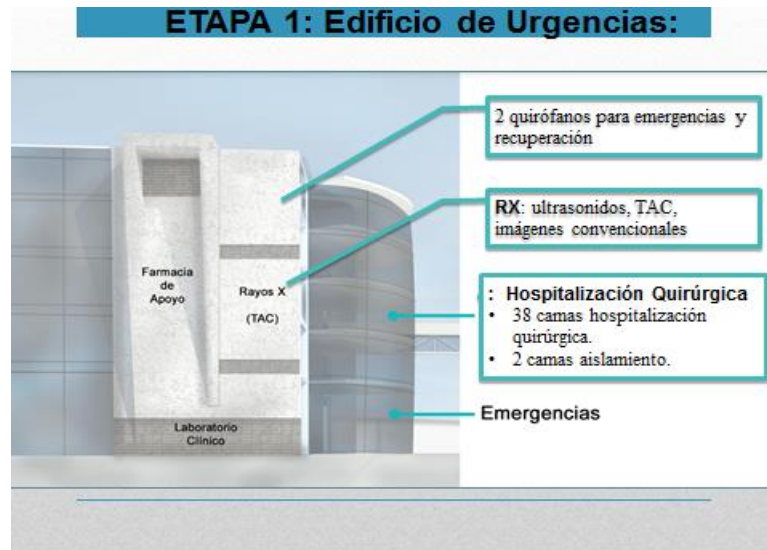 ETAPA 1: Edificio de Urgencias:
2 quirófanos para emergencias y
recuperación
RX: ultrasonidos, TAC,
imágenes convencionales
: Hospitalización Quirúrgica
• 38 camas hospitalización
quirúrgica.
• 2 camas aislamiento.
Emergencias
Farmacia
de
Apoyo
Rayos X
(TAC)
Laboratorio
Clínico